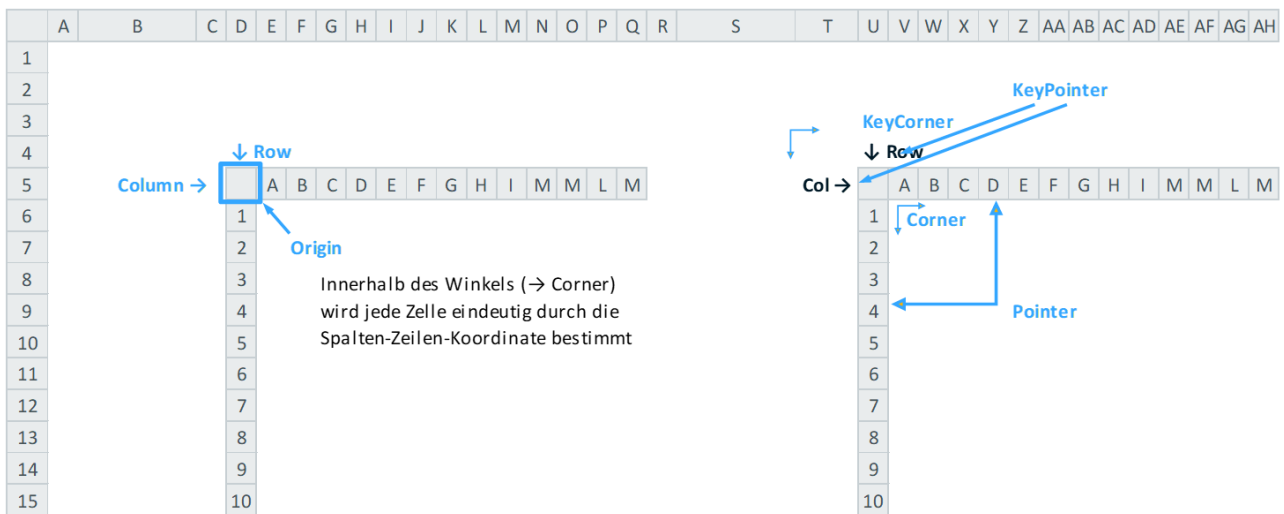 A B C D E F G H I J K L M N O P Q R S T U V W X Y Z AA AB AC AD AE AF AG AH
1
2 KeyPointer
3 KeyCorner
4 ↓ Row ↓ Row
5 Column → A B C D E F G H I M M L M Col → A B C D E F G H I M M L M
6 1 1 Corner
7 2 Origin 2
8 3 Innerhalb des Winkels (→ Corner) 3
9 4 wird jede Zelle eindeutig durch die 4 Pointer
10 5 Spalten-Zeilen-Koordinate bestimmt 5
11 6 6
12 7 7
13 8 8
14 9 9
15 10 10